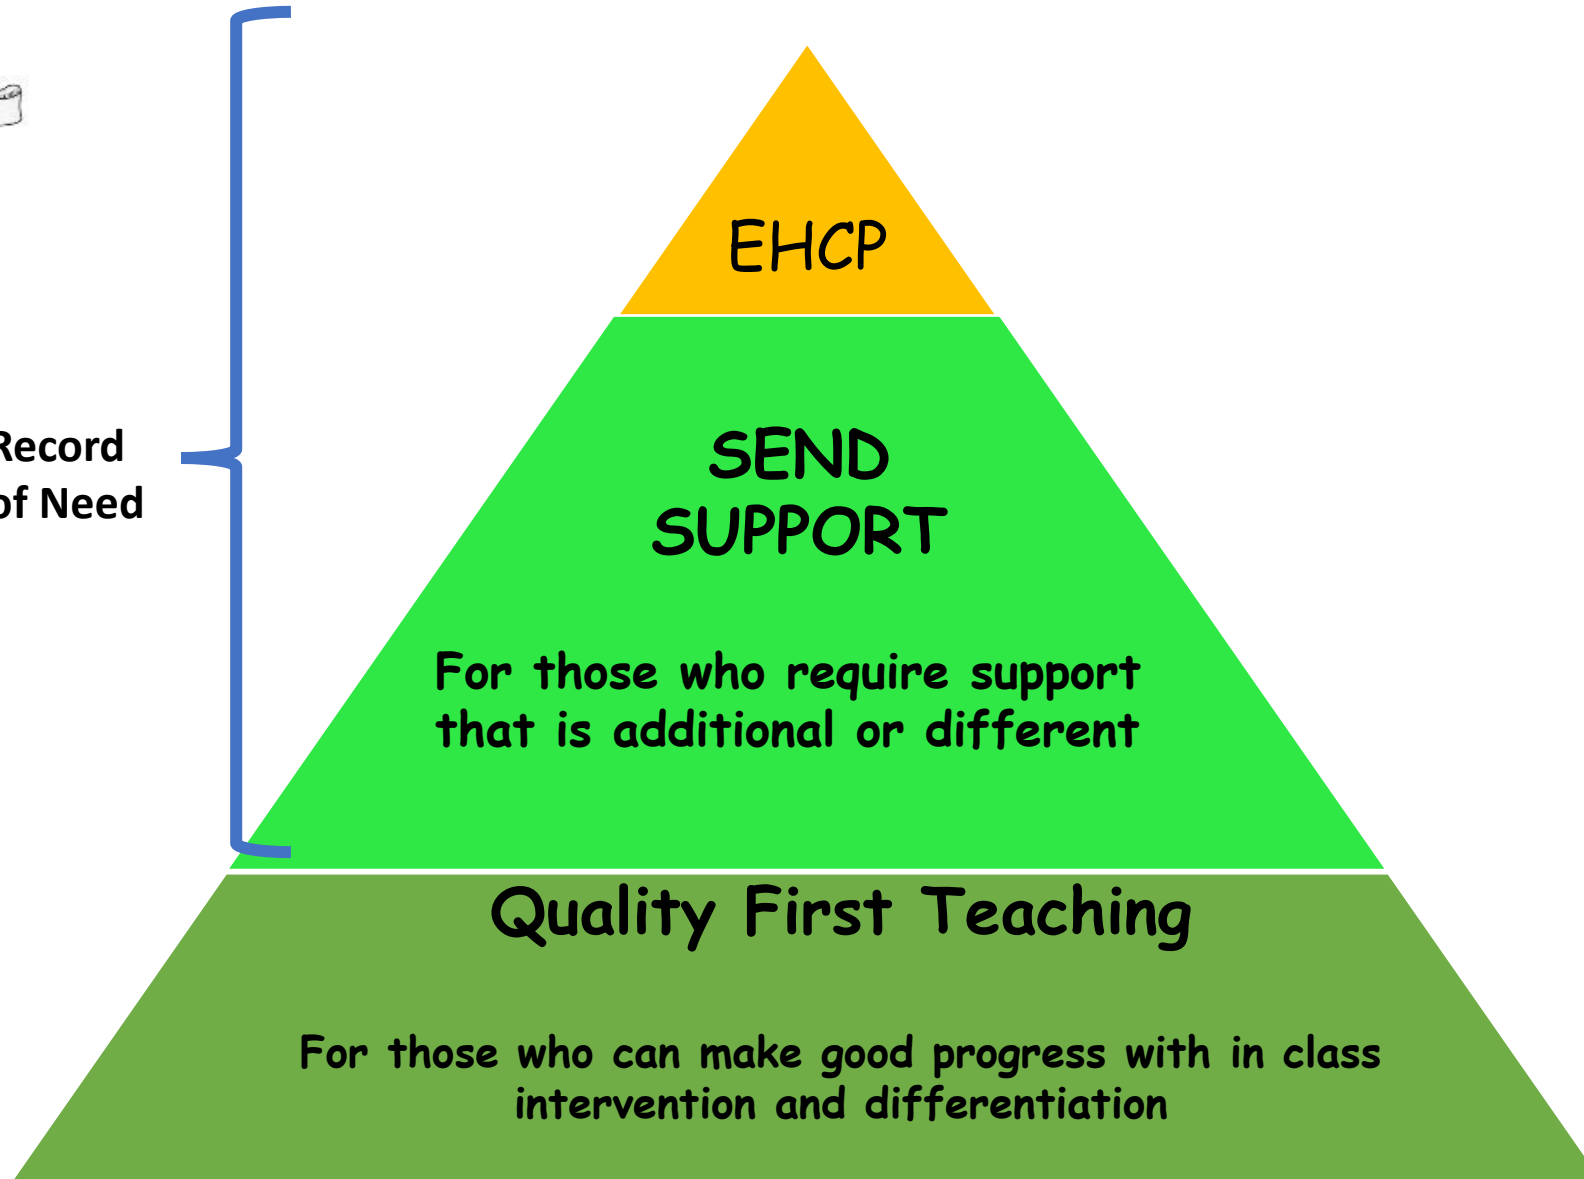 EHCP
Record
of Need
SEND
SUPPORT
For those who require support
that is additional or different
Quality First Teaching
For those who can make good progress with in class
intervention and differentiation